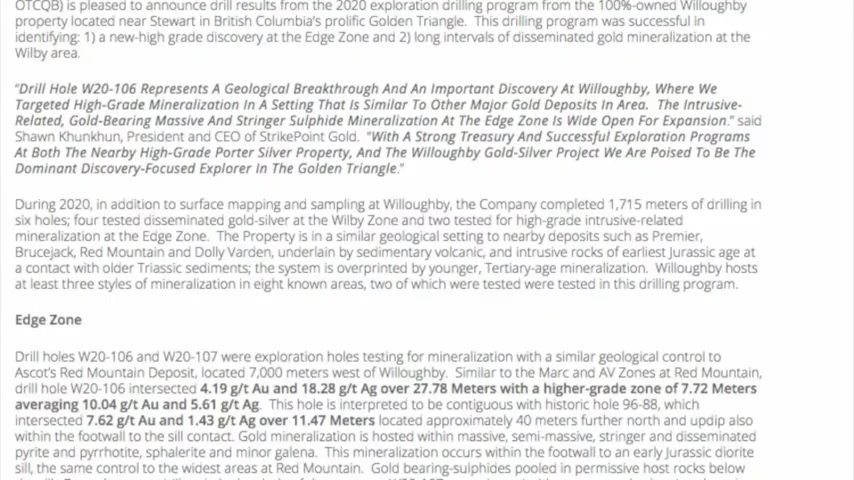 OTCQB) is pleased to announce drill results from the 2020 exploration drilling program from the 100%-owned Willoughby
property located near Stewart in British Columbia's prolific Golden Triangle. This drilling program was successful in
identifying: 1) a new-high grade discovery at the Edge Zone and 2) long intervals of disseminated gold mineralization at the
Wilby area.
"Drill Hole W20-106 Represents A Geological Breakthrough And An Important Discovery At Willoughby, Where We
Targeted High-Grade Mineralization In A Setting That Is Similar To Other Major Gold Deposits In Area. The Intrusive-
Related, Gold-Bearing Massive And Stringer Sulphide Mineralization At The Edge Zone Is Wide Open For Expansion." said
Shawn Khunkhun, President and CEO of StrikePoint Gold. "With A Strong Treasury And Successful Exploration Programs
At Both The Nearby High-Grade Porter Silver Property, And The Willoughby Gold-Silver Project We Are Poised To Be The
Dominant Discovery-Focused Explorer In The Golden Triangle."
During 2020, in addition to surface mapping and sampling at Willoughby, the Company completed 1,715 meters of drilling in
six holes; four tested disseminated gold-silver at the Wilby Zone and two tested for high-grade intrusive-related
mineralization at the Edge Zone. The Property is in a similar geological setting to nearby deposits such as Premier,
Brucejack, Red Mountain and Dolly Varden, underlain by sedimentary volcanic, and intrusive rocks of earliest Jurassic age at
a contact with older Triassic sediments; the system is overprinted by younger, Tertiary-age mineralization. Willoughby hosts
at least three styles of mineralization in eight known areas, two of which were tested were tested in this drilling program.
Edge Zone
Drill holes W20-106 and W20-107 were exploration holes testing for mineralization with a similar geological control to
Ascot's Red Mountain Deposit, located 7,000 meters west of Willoughby. Similar to the Marc and AV Zones at Red Mountain,
drill hole W20-106 intersected 4.19 g/t Au and 18.28 g/t Ag over 27.78 Meters with a higher-grade zone of 7.72 Meters
averaging 10.04 g/t Au and 5.61 g/t Ag. This hole is interpreted to be contiguous with historic hole 96-88, which
intersected 7.62 g/t Au and 1.43 g/t Ag over 11.47 Meters located approximately 40 meters further north and updip also
within the footwall to the sill contact. Gold mineralization is hosted within massive, semi-massive, stringer and disseminated
pyrite and pyrrhotite, sphalerite and minor galena. This mineralization occurs within the footwall to an early Jurassic diorite
sill, the same control to the widest areas at Red Mountain. Gold bearing-sulphides pooled in permissive host rocks below